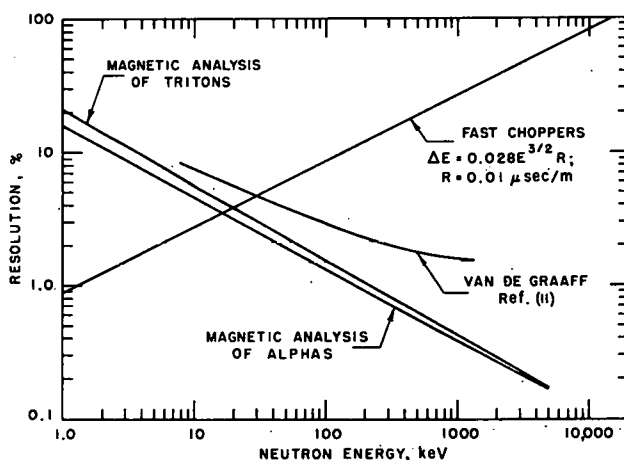 100
10
1.0
0.1
RESOLUTION, %
MAGNETIC ANALYSIS
OF TRITONS
FAST CHOPPERS
ΔE = 0.028E^3/2 R;
R = 0.01 μsec/m
VAN DE GRAAFF
Ref. (11)
MAGNETIC ANALYSIS
OF ALPHAS
1.0 10 100 1000 10,000
NEUTRON ENERGY, keV